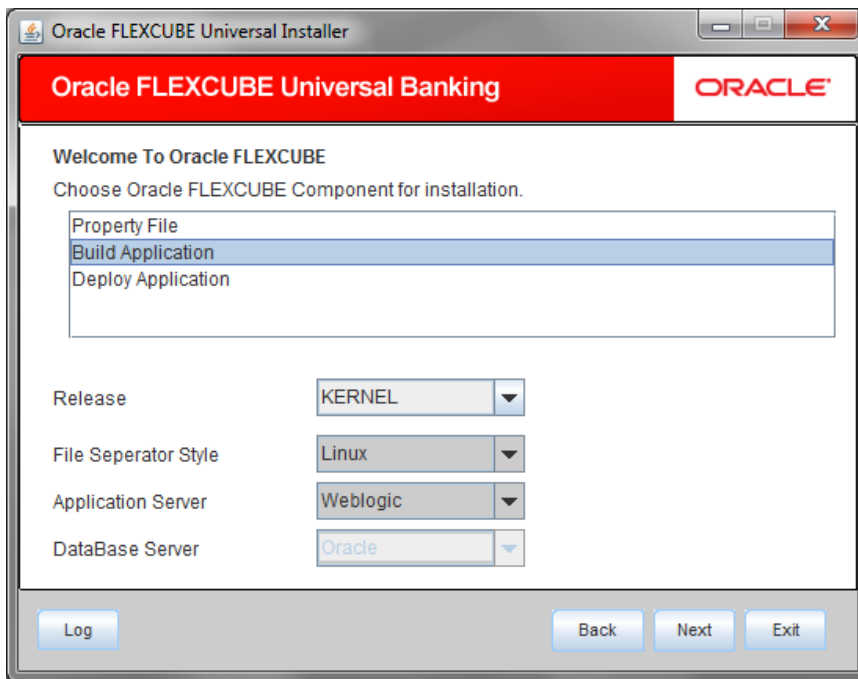 Oracle FLEXCUBE Universal Installer
Oracle FLEXCUBE Universal Banking
ORACLE
Welcome To Oracle FLEXCUBE
Choose Oracle FLEXCUBE Component for installation.
Property File
Build Application
Deploy Application
Release KERNEL
File Seperator Style Linux
Application Server Weblogic
DataBase Server Oracle
Log Back Next Exit